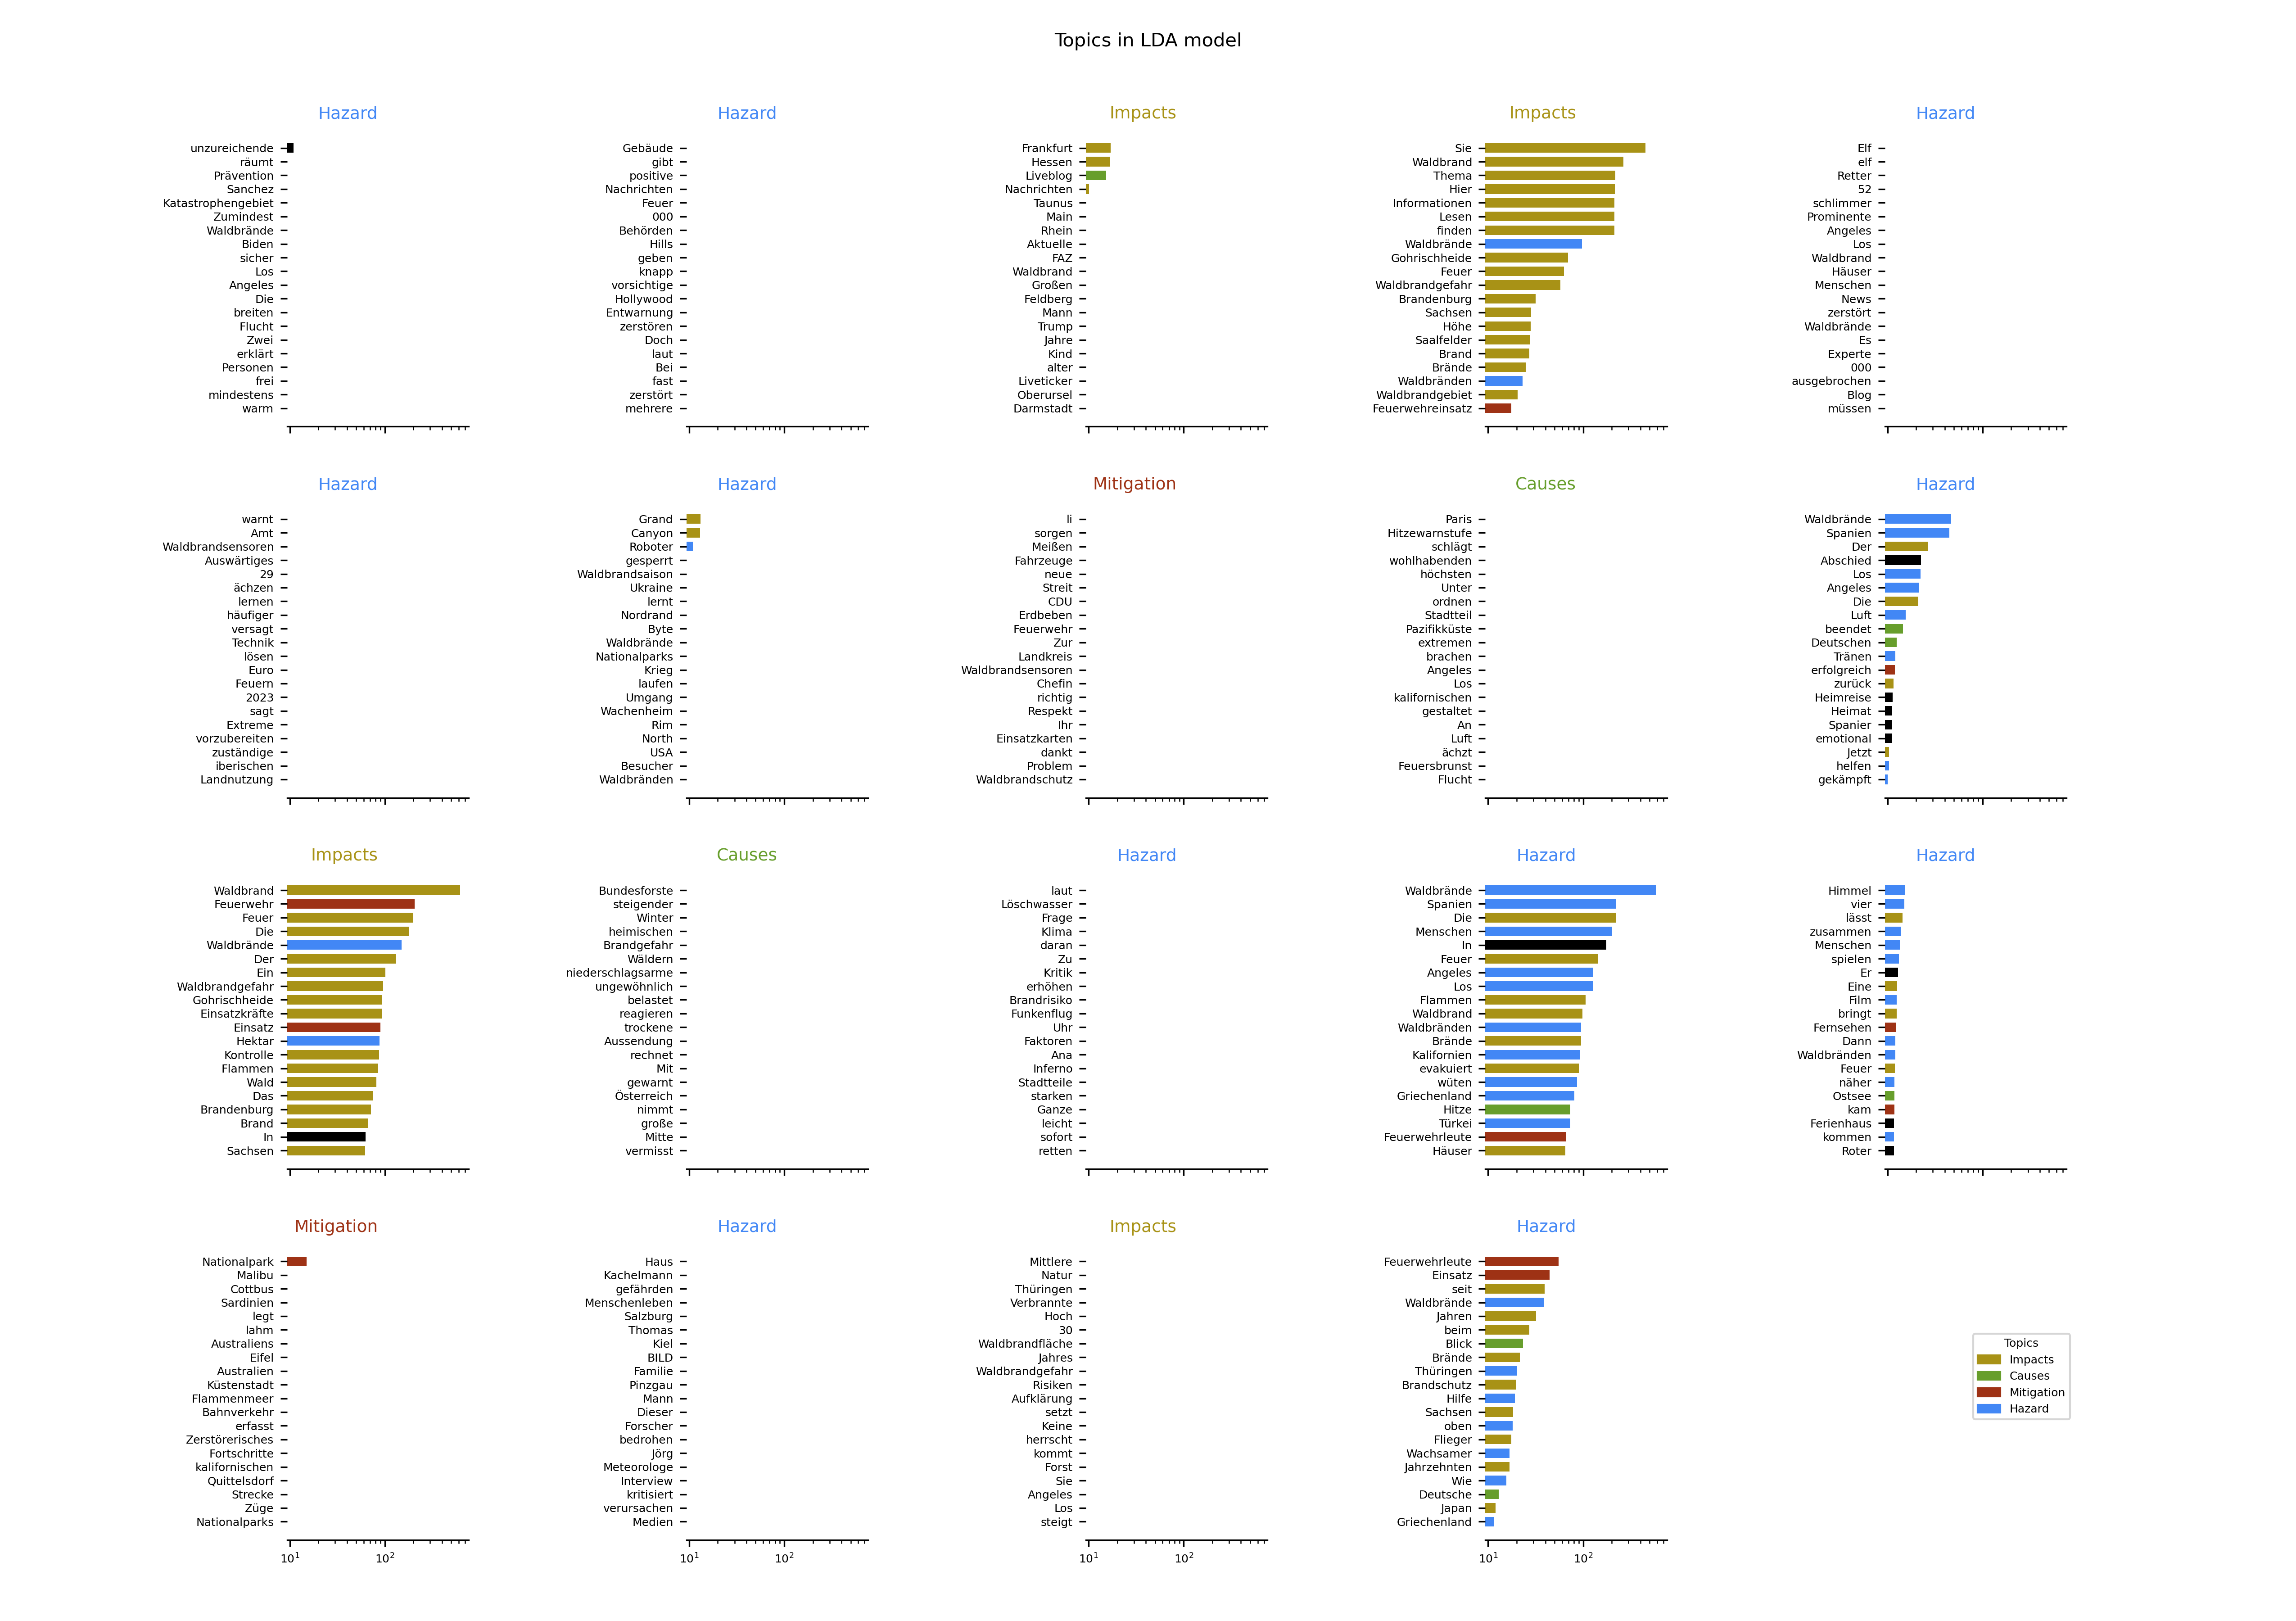 Topics in LDA model
Hazard
unzureichende
räumt
Prävention
Sanchez
Katastrophengebiet
Zumindest
Waldbrände
Biden
sicher
Los
Angeles
Die
breiten
Flucht
Zwei
erklärt
Personen
frei
mindestens
warm
Hazard
Gebäude
gibt
positive
Nachrichten
Feuer
000
Behörden
Hills
geben
knapp
vorsichtige
Hollywood
Entwarnung
zerstören
Doch
laut
Bei
fast
zerstört
mehrere
Impacts
Frankfurt
Hessen
Liveblog
Nachrichten
Taunus
Main
Rhein
Aktuelle
FAZ
Waldbrand
Großen
Feldberg
Mann
Trump
Jahre
Kind
alter
Liveticker
Oberursel
Darmstadt
Impacts
Sie
Waldbrand
Thema
Hier
Informationen
Lesen
finden
Waldbrände
Gohrischheide
Feuer
Waldbrandgefahr
Brandenburg
Sachsen
Höhe
Saalfelder
Brand
Brände
Waldbränden
Waldbrandgebiet
Feuerwehreinsatz
Hazard
Elf
elf
Retter
52
schlimmer
Prominente
Angeles
Los
Waldbrand
Häuser
Menschen
News
zerstört
Waldbrände
Es
Experte
000
ausgebrochen
Blog
müssen
Hazard
warnt
Amt
Waldbrandsensoren
Auswärtiges
29
ächzen
lernen
häufiger
versagt
Technik
lösen
Euro
Feuern
2023
sagt
Extreme
vorzubereiten
zuständige
iberischen
Landnutzung
Hazard
Grand
Canyon
Roboter
gesperrt
Waldbrandsaison
Ukraine
lernt
Nordrand
Byte
Waldbrände
Nationalparks
Krieg
laufen
Umgang
Wachenheim
Rim
North
USA
Besucher
Waldbränden
Mitigation
li
sorgen
Meißen
Fahrzeuge
neue
Streit
CDU
Erdbeben
Feuerwehr
Zur
Landkreis
Waldbrandsensoren
Chefin
richtig
Respekt
Ihr
Einsatzkarten
dankt
Problem
Waldbrandschutz
Causes
Paris
Hitzewarnstufe
schlägt
wohlhabenden
höchsten
Unter
ordnen
Stadtteil
Pazifikküste
extremen
brachen
Angeles
Los
kalifornischen
gestaltet
An
Luft
ächzt
Feuersbrunst
Flucht
Hazard
Waldbrände
Spanien
Der
Abschied
Los
Angeles
Die
Luft
beendet
Deutschen
Tränen
erfolgreich
zurück
Heimreise
Heimat
Spanier
emotional
Jetzt
helfen
gekämpft
Impacts
Waldbrand
Feuerwehr
Feuer
Die
Waldbrände
Der
Ein
Waldbrandgefahr
Gohrischheide
Einsatzkräfte
Einsatz
Hektar
Kontrolle
Flammen
Wald
Das
Brandenburg
Brand
In
Sachsen
Causes
Bundesforste
steigender
Winter
heimischen
Brandgefahr
Wäldern
niederschlagsarme
ungewöhnlich
belastet
reagieren
trockene
Aussendung
rechnet
Mit
gewarnt
Österreich
nimmt
große
Mitte
vermisst
Hazard
laut
Löschwasser
Frage
Klima
daran
Zu
Kritik
erhöhen
Brandrisiko
Funkenflug
Uhr
Faktoren
Ana
Inferno
Stadtteile
starken
Ganze
leicht
sofort
retten
Hazard
Waldbrände
Spanien
Die
Menschen
In
Feuer
Angeles
Los
Flammen
Waldbrand
Waldbränden
Brände
Kalifornien
evakuiert
wüten
Griechenland
Hitze
Türkei
Feuerwehrleute
Häuser
Hazard
Himmel
vier
lässt
zusammen
Menschen
spielen
Er
Eine
Film
bringt
Fernsehen
Dann
Waldbränden
Feuer
näher
Ostsee
kam
Ferienhaus
kommen
Roter
Mitigation
Nationalpark
Malibu
Cottbus
Sardinien
legt
lahm
Australiens
Eifel
Australien
Küstenstadt
Flammenmeer
Bahnverkehr
erfasst
Zerstörerisches
Fortschritte
kalifornischen
Quittelsdorf
Strecke
Züge
Nationalparks
10¹ 10²
Hazard
Haus
Kachelmann
gefährden
Menschenleben
Salzburg
Thomas
Kiel
BILD
Familie
Pinzgau
Mann
Dieser
Forscher
bedrohen
Jörg
Meteorologe
Interview
kritisiert
verursachen
Medien
10¹ 10²
Impacts
Mittlere
Natur
Thüringen
Verbrannte
Hoch
30
Waldbrandfläche
Jahres
Waldbrandgefahr
Risiken
Aufklärung
setzt
Keine
herrscht
kommt
Forst
Sie
Angeles
Los
steigt
10¹ 10²
Hazard
Feuerwehrleute
Einsatz
seit
Waldbrände
Jahren
beim
Blick
Brände
Thüringen
Brandschutz
Hilfe
Sachsen
oben
Flieger
Wachsamer
Jahrzehnten
Wie
Deutsche
Japan
Griechenland
10¹ 10²
Topics
Impacts
Causes
Mitigation
Hazard